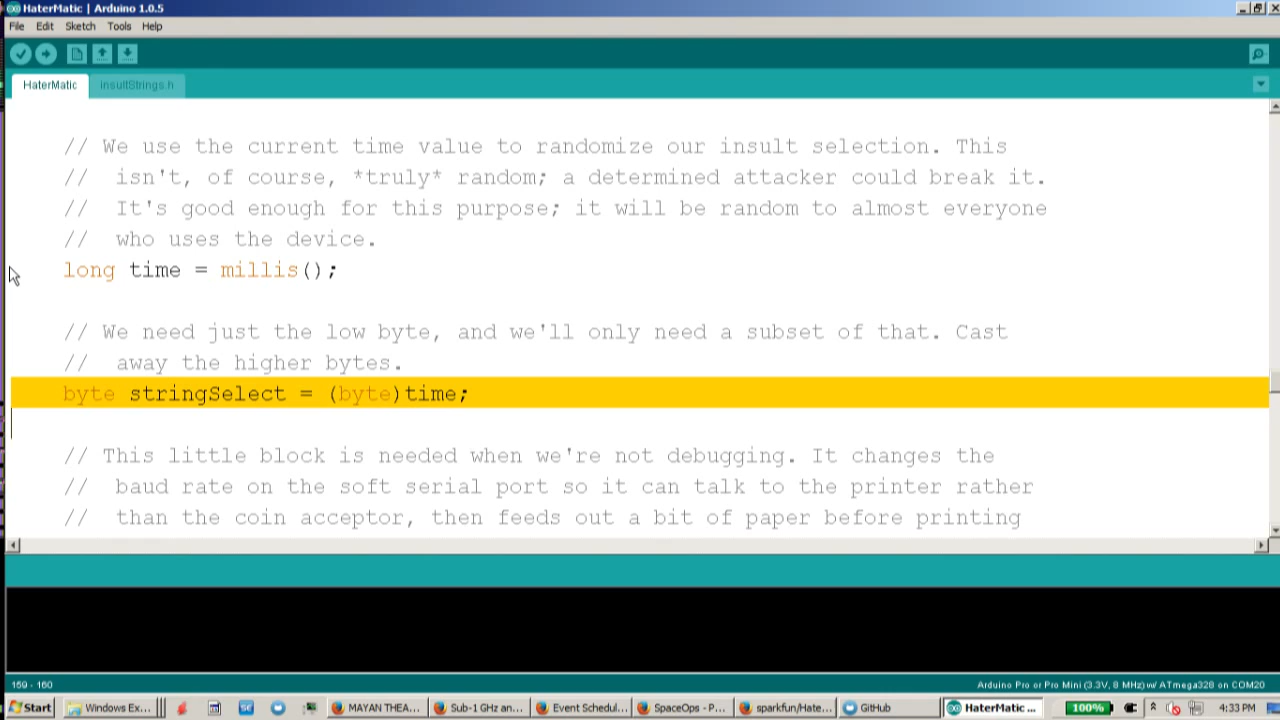 HaterMatic | Arduino 1.0.5
File Edit Sketch Tools Help
HaterMatic insultStrings.h
// We use the current time value to randomize our insult selection. This
// isn't, of course, *truly* random; a determined attacker could break it.
// It's good enough for this purpose; it will be random to almost everyone
// who uses the device.
long time = millis();
// We need just the low byte, and we'll only need a subset of that. Cast
// away the higher bytes.
byte stringSelect = (byte)time;
// This little block is needed when we're not debugging. It changes the
// baud rate on the soft serial port so it can talk to the printer rather
// than the coin acceptor, then feeds out a bit of paper before printing
159 - 160
Arduino Pro or Pro Mini (3.3V, 8 MHz) w/ ATmega328 on COM20
Start Windows Ex... MAYAN THEA... Sub-1 GHz an... Event Schedul... SpaceOps - P... sparkfun/Hate... GitHub HaterMatic ... 100% 4:33 PM